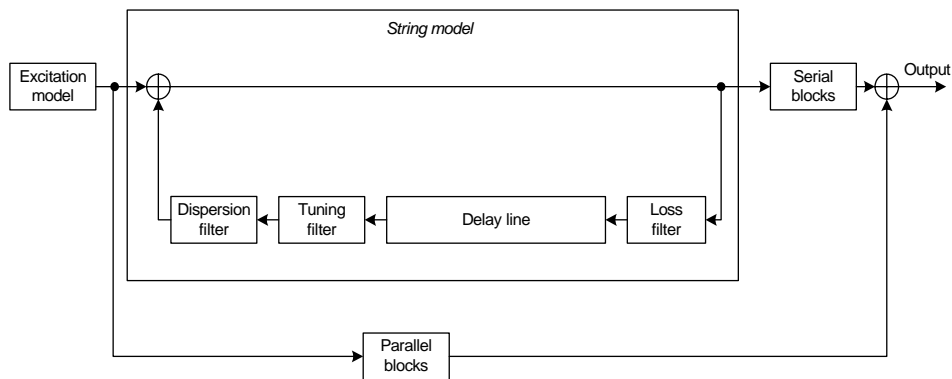 String model
Excitation
model
Serial
blocks
Output
Dispersion
filter
Tuning
filter
Delay line
Loss
filter
Parallel
blocks